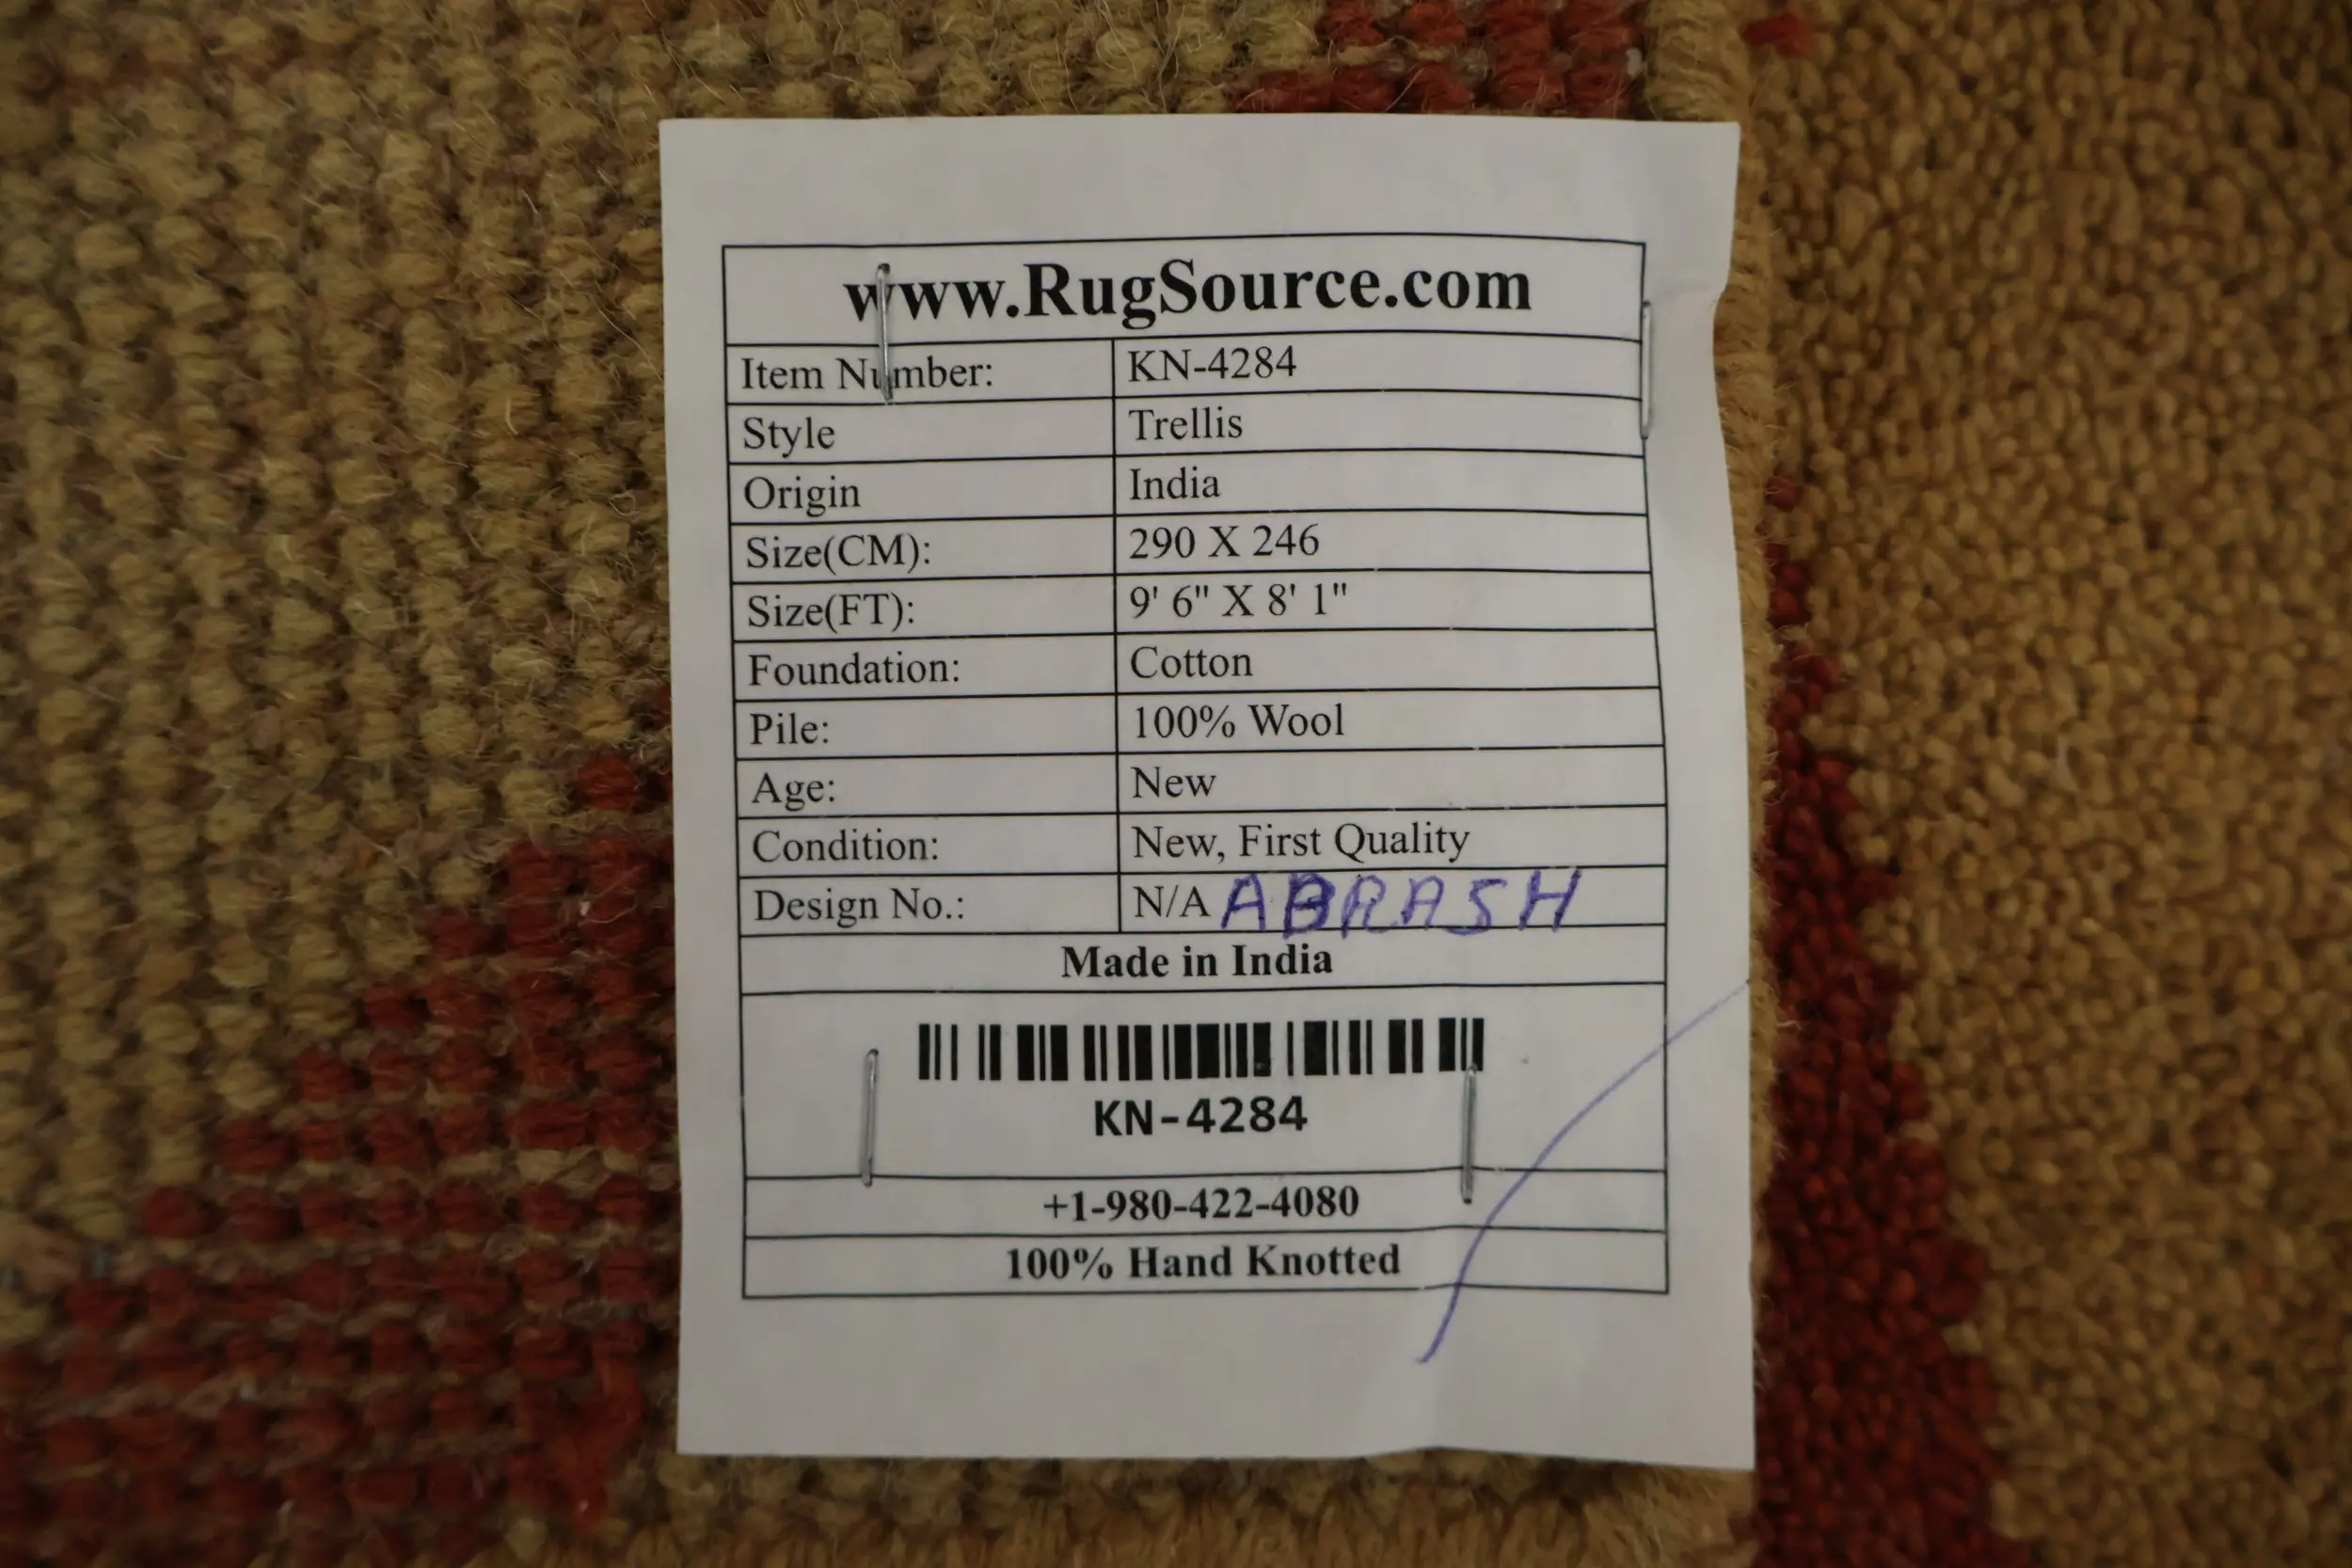 www.RugSource.com
Item Number: KN-4284
Style Trellis
Origin India
Size(CM): 290 X 246
Size(FT): 9' 6" X 8' 1"
Foundation: Cotton
Pile: 100% Wool
Age: New
Condition: New, First Quality
Design No.: N/A ABRASH
Made in India
KN-4284
+1-980-422-4080
100% Hand Knotted